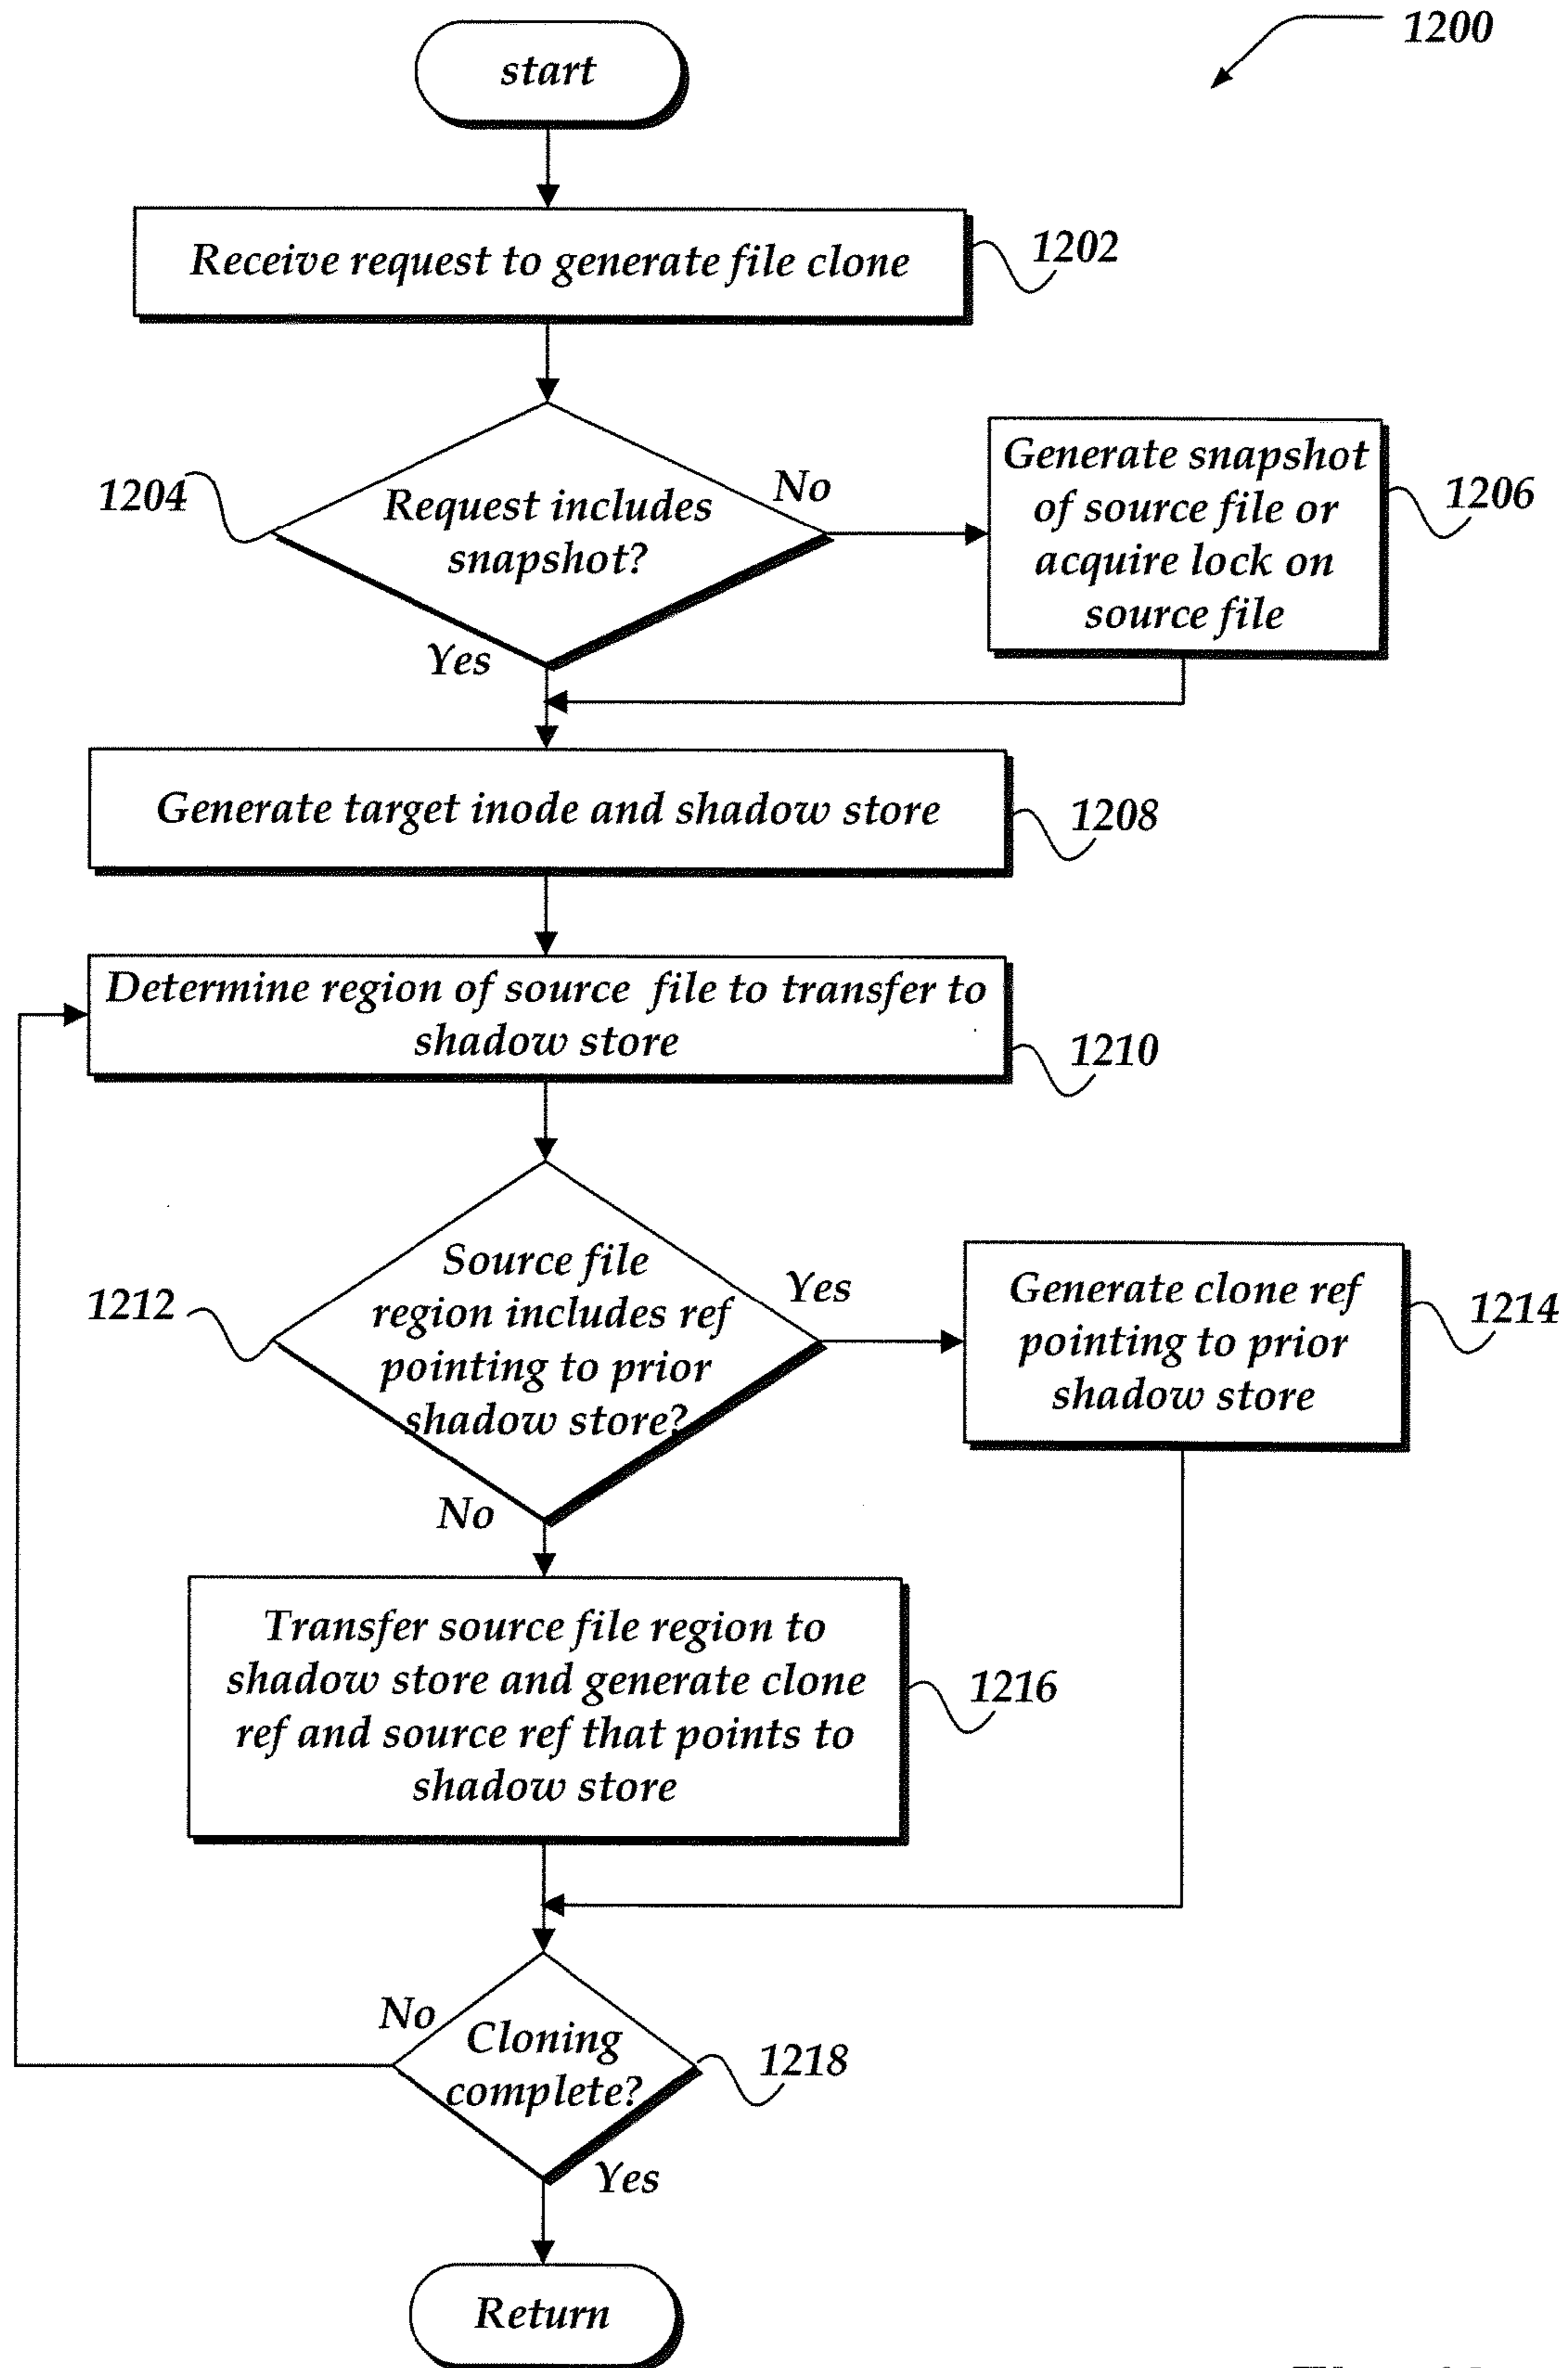 1200
start
Receive request to generate file clone
1202
1204
Request includes
snapshot?
No
Yes
Generate snapshot
of source file or
acquire lock on
source file
1206
Generate target inode and shadow store
1208
Determine region of source file to transfer to
shadow store
1210
1212
Source file
region includes ref
pointing to prior
shadow store?
Yes
No
Generate clone ref
pointing to prior
shadow store
1214
Transfer source file region to
shadow store and generate clone
ref and source ref that points to
shadow store
1216
No
Cloning
complete?
1218
Yes
Return